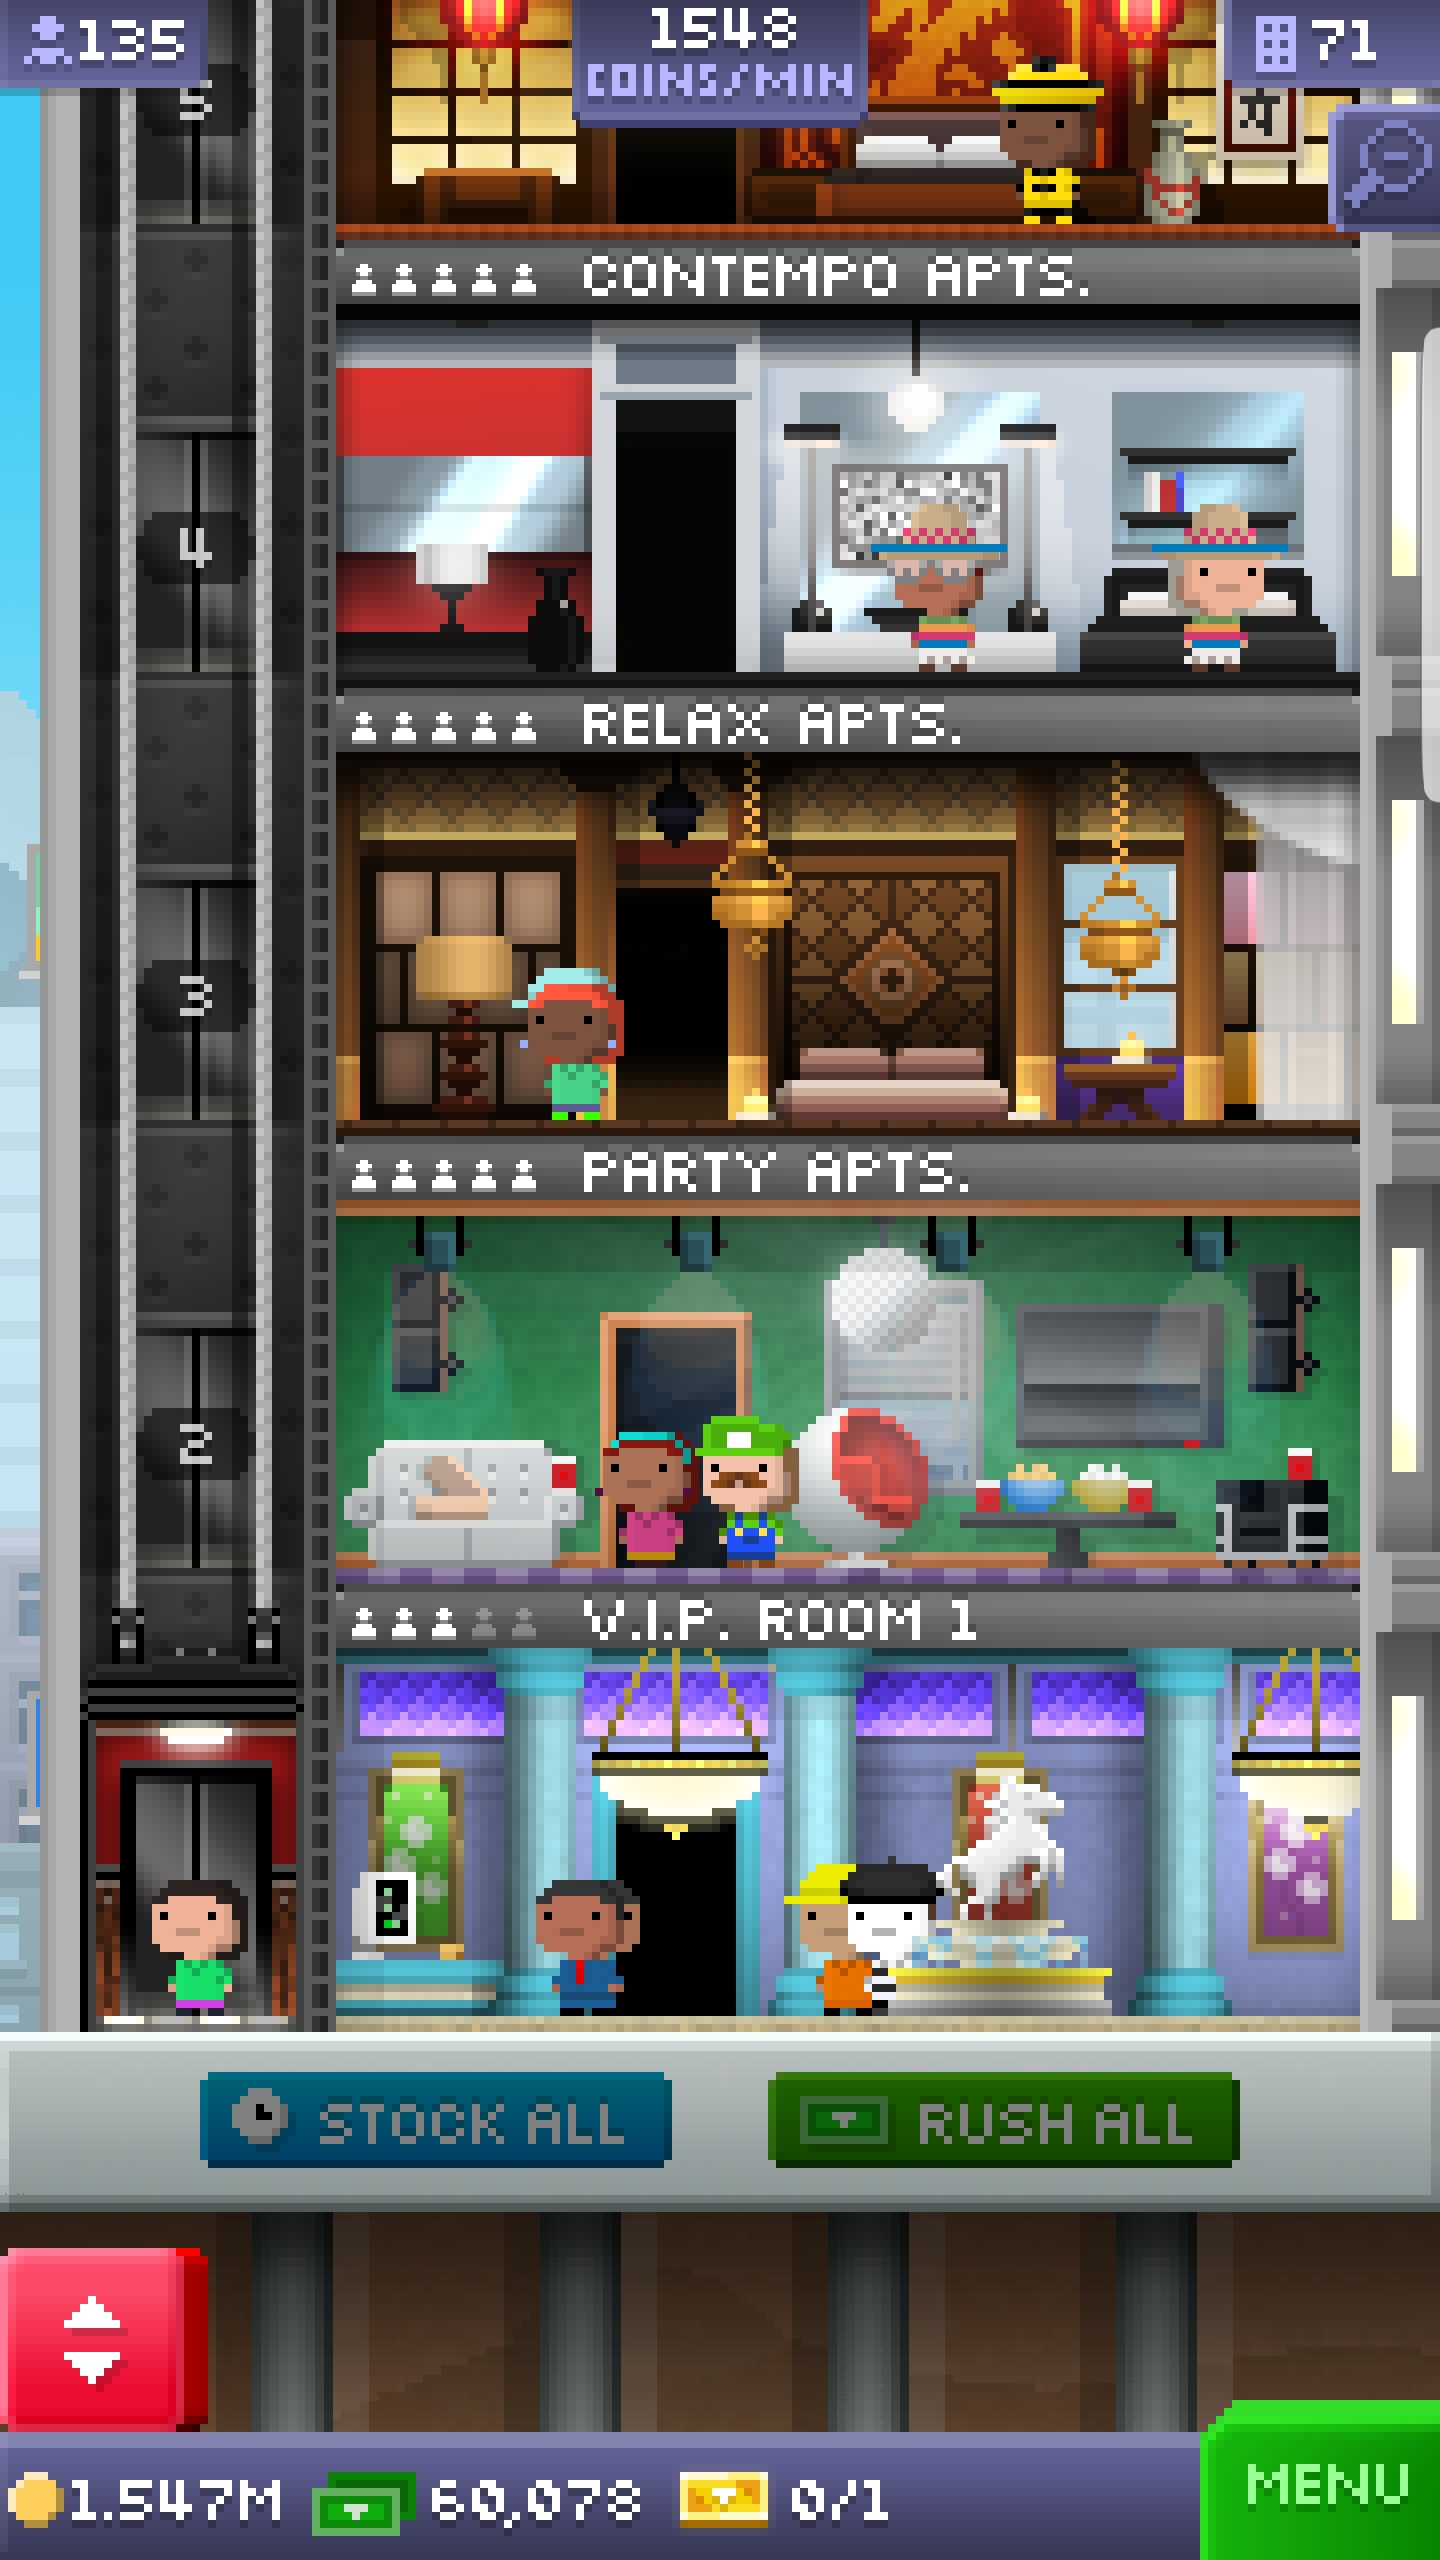 135
1548
COINS/MIN
71
5
CONTEMPO APTS.
4
RELAX APTS.
3
PARTY APTS.
2
V.I.P. ROOM 1
STOCK ALL
RUSH ALL
1.547M
60,078
0/1
MENU